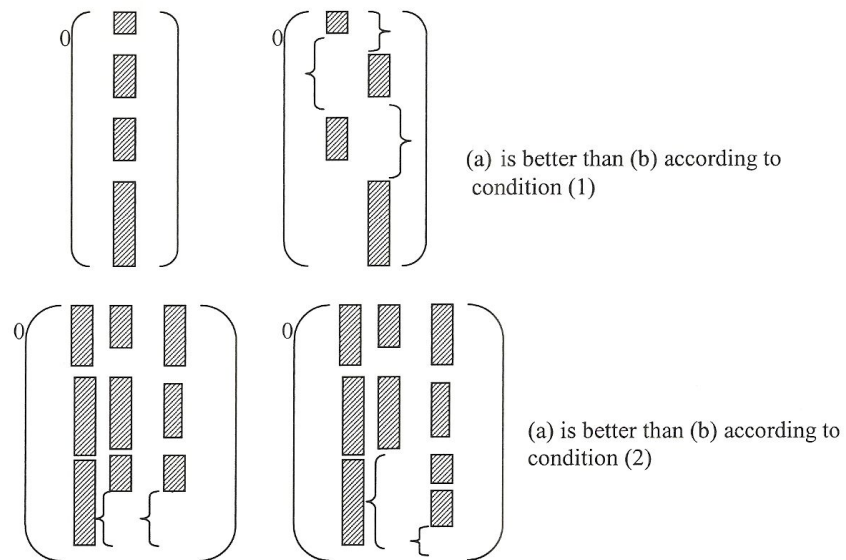 0
0
(a) is better than (b) according to
condition (1)
0
0
(a) is better than (b) according to
condition (2)